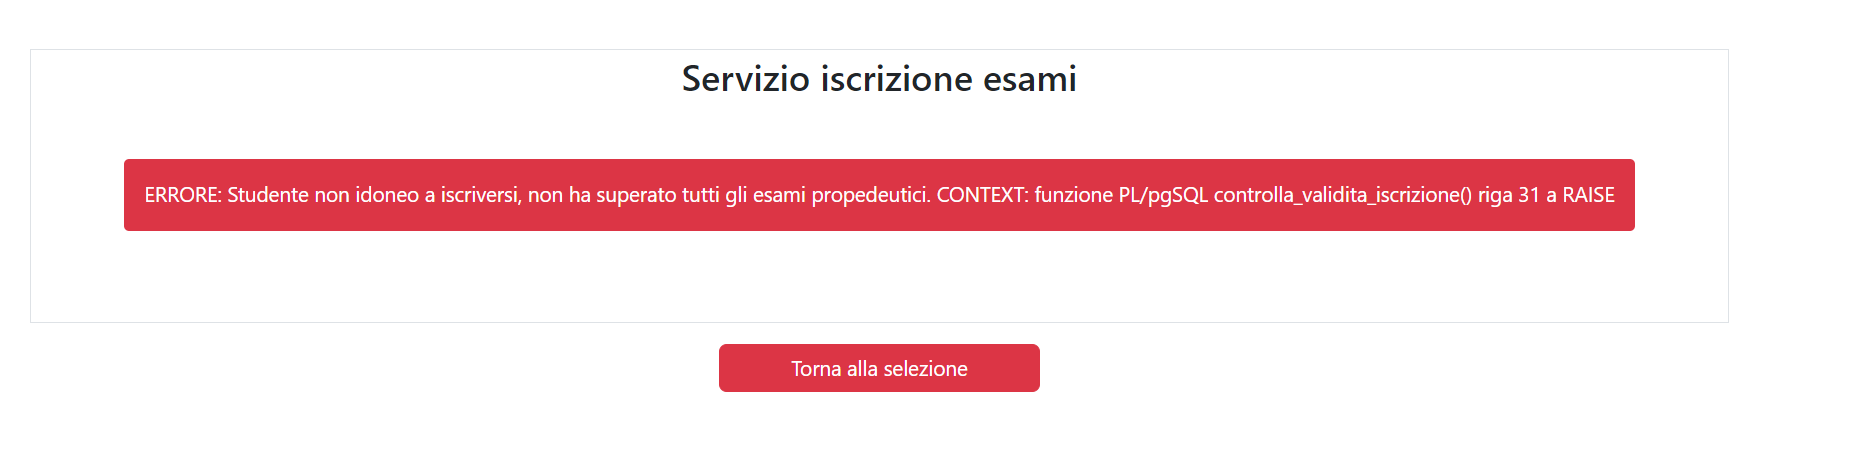 Servizio iscrizione esami
ERRORE: Studente non idoneo a iscriversi, non ha superato tutti gli esami propedeutici. CONTEXT: funzione PL/pgSQL controlla_validita_iscrizione() riga 31 a RAISE
Torna alla selezione